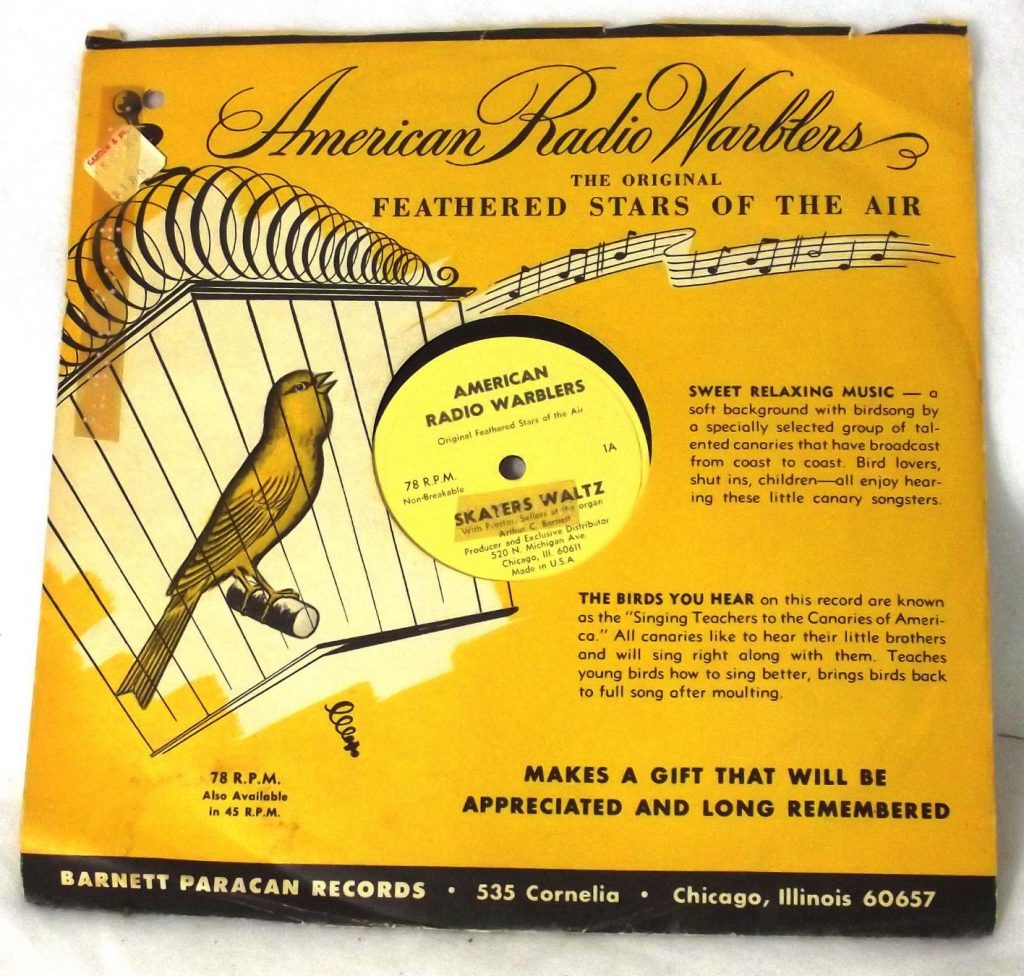 American Radio Warblers
THE ORIGINAL
FEATHERED STARS OF THE AIR
AMERICAN
RADIO WARBLERS
Original Feathered Stars of the Air
1A
78 R.P.M.
Non-Breakable
SKATERS WALTZ
With Preston Sellers at the organ
Arthur C. Barnett
Producer and Exclusive Distributor
520 N. Michigan Ave
Chicago, Ill. 60611
Made in U.S.A.
SWEET RELAXING MUSIC — a
soft background with birdsong by
a specially selected group of tal-
ented canaries that have broadcast
from coast to coast. Bird lovers,
shut ins, children—all enjoy hear-
ing these little canary songsters.
THE BIRDS YOU HEAR on this record are known
as the "Singing Teachers to the Canaries of Ameri-
ca." All canaries like to hear their little brothers
and will sing right along with them. Teaches
young birds how to sing better, brings birds back
to full song after moulting.
78 R.P.M.
Also Available
in 45 R.P.M.
MAKES A GIFT THAT WILL BE
APPRECIATED AND LONG REMEMBERED
BARNETT PARACAN RECORDS • 535 Cornelia • Chicago, Illinois 60657